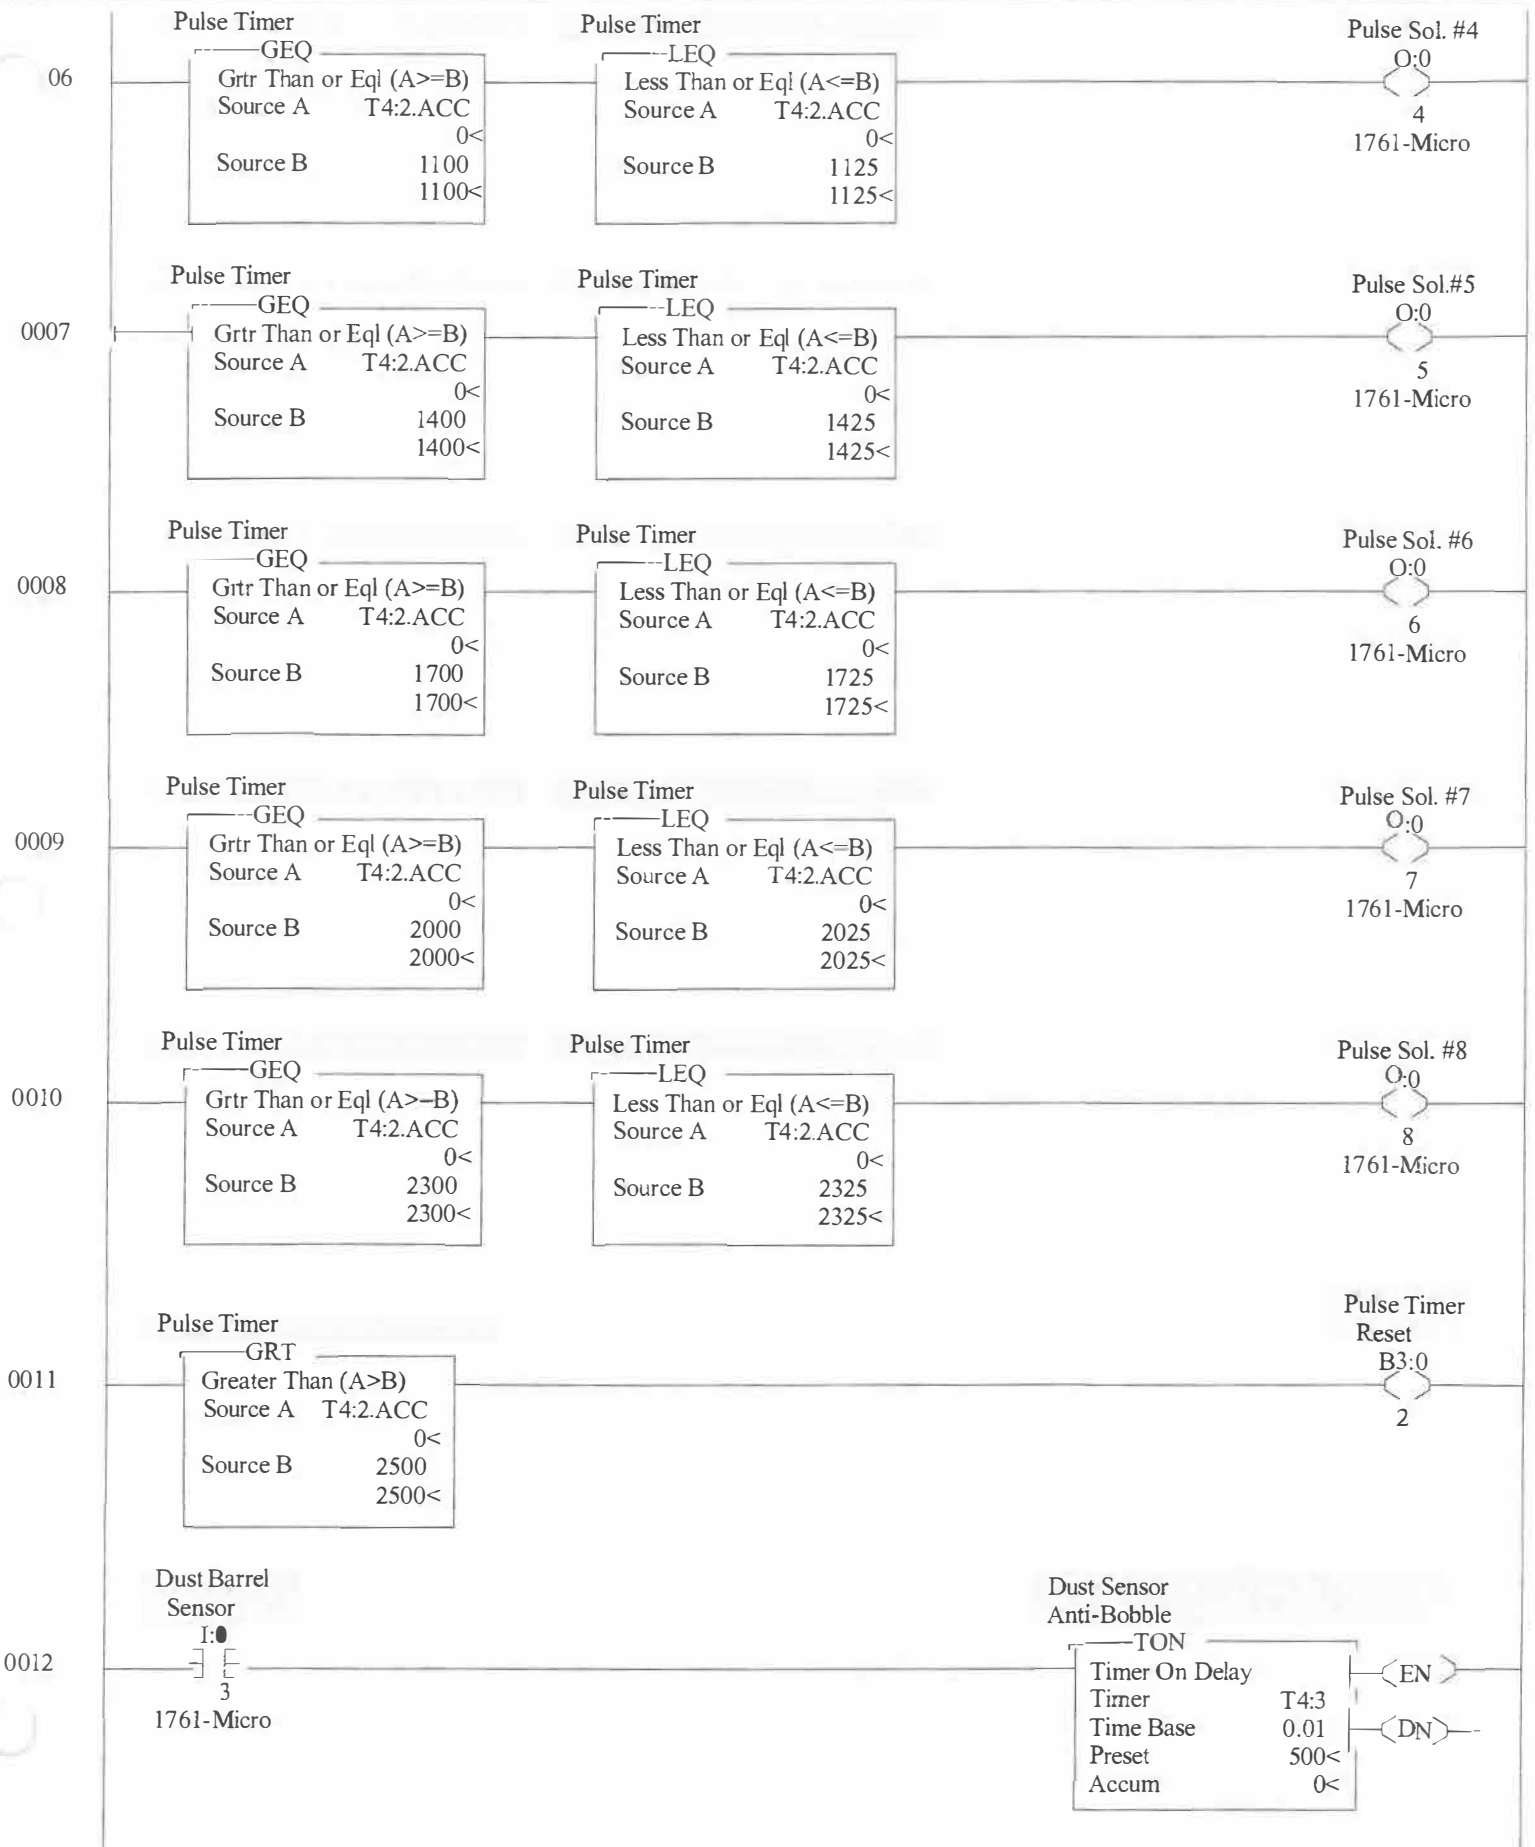 Pulse Timer
Pulse Timer
Pulse Sol. #4
GEQ
LEQ
O:0
06
Grtr Than or Eql (A>=B)
Less Than or Eql (A<=B)
Source A T4:2.ACC
Source A T4:2.ACC
4
0<
0<
1761-Micro
Source B 1100
Source B 1125
1100<
1125<
Pulse Timer
Pulse Timer
Pulse Sol.#5
GEQ
LEQ
O:0
0007
Grtr Than or Eql (A>=B)
Less Than or Eql (A<=B)
Source A T4:2.ACC
Source A T4:2.ACC
5
0<
0<
1761-Micro
Source B 1400
Source B 1425
1400<
1425<
Pulse Timer
Pulse Timer
Pulse Sol. #6
GEQ
LEQ
O:0
0008
Grtr Than or Eql (A>=B)
Less Than or Eql (A<=B)
Source A T4:2.ACC
Source A T4:2.ACC
6
0<
0<
1761-Micro
Source B 1700
Source B 1725
1700<
1725<
Pulse Timer
Pulse Timer
Pulse Sol. #7
GEQ
LEQ
O:0
0009
Grtr Than or Eql (A>=B)
Less Than or Eql (A<=B)
Source A T4:2.ACC
Source A T4:2.ACC
7
0<
0<
1761-Micro
Source B 2000
Source B 2025
2000<
2025<
Pulse Timer
Pulse Timer
Pulse Sol. #8
GEQ
LEQ
O:0
0010
Grtr Than or Eql (A>=B)
Less Than or Eql (A<=B)
Source A T4:2.ACC
Source A T4:2.ACC
8
0<
0<
1761-Micro
Source B 2300
Source B 2325
2300<
2325<
Pulse Timer
Pulse Timer
Reset
GRT
B3:0
0011
Greater Than (A>B)
Source A T4:2.ACC
2
0<
Source B 2500
2500<
Dust Barrel
Sensor
I:0
Dust Sensor
Anti-Bobble
TON
0012
3
1761-Micro
Timer On Delay
EN
Timer T4:3
Time Base 0.01
DN
Preset 500<
Accum 0<